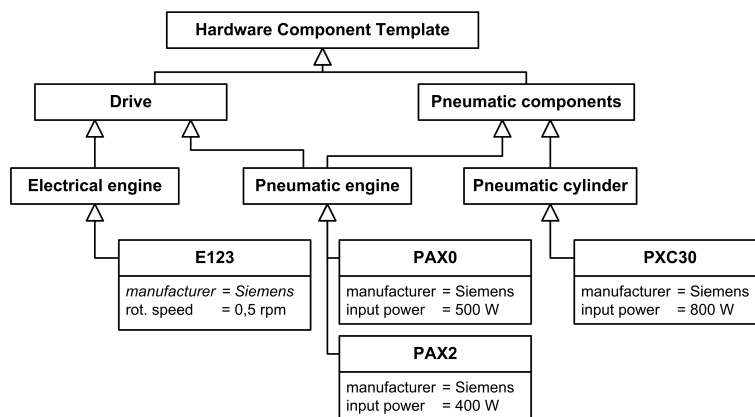 Hardware Component Template
Drive
Pneumatic components
Electrical engine
Pneumatic engine
Pneumatic cylinder
E123
manufacturer = Siemens
rot. speed = 0,5 rpm
PAX0
manufacturer = Siemens
input power = 500 W
PXC30
manufacturer = Siemens
input power = 800 W
PAX2
manufacturer = Siemens
input power = 400 W